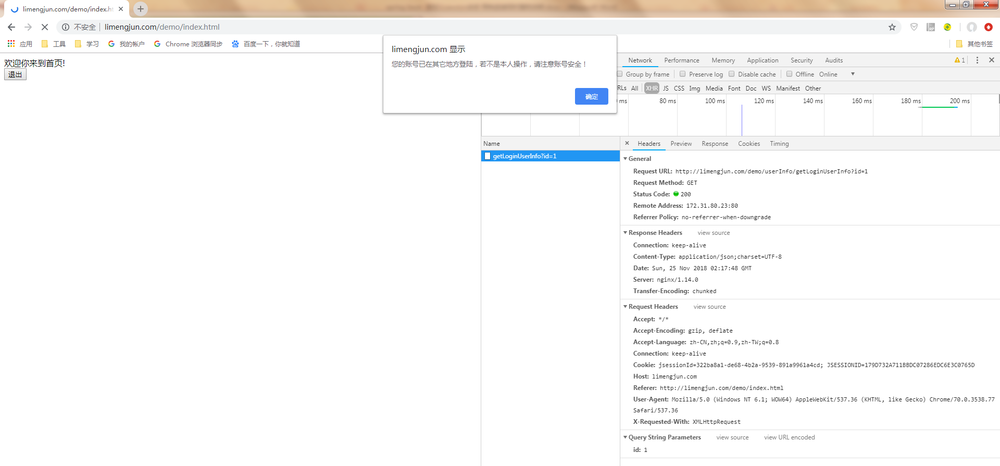 limengjun.com/demo/index.ht
不安全 limengjun.com/demo/index.html
应用 工具 学习 我的帐户 Chrome 浏览器同步 百度一下，你就知道 其他书签
limengjun.com 显示
您的账号已在其它地方登陆，若不是本人操作，请注意账号安全！
确定
欢迎你来到首页!
退出
Network Performance Memory Application Security Audits 1
Group by frame Preserve log Disable cache Offline Online
RLs All XHR JS CSS Img Media Font Doc WS Manifest Other
ms 80 ms 100 ms 120 ms 140 ms 160 ms 180 ms 200 ms
Name
getLoginUserInfo?id=1
Headers Preview Response Cookies Timing
General
Request URL: http://limengjun.com/demo/userInfo/getLoginUserInfo?id=1
Request Method: GET
Status Code: 200
Remote Address: 172.31.80.23:80
Referrer Policy: no-referrer-when-downgrade
Response Headers view source
Connection: keep-alive
Content-Type: application/json;charset=UTF-8
Date: Sun, 25 Nov 2018 02:17:48 GMT
Server: nginx/1.14.0
Transfer-Encoding: chunked
Request Headers view source
Accept: */*
Accept-Encoding: gzip, deflate
Accept-Language: zh-CN,zh;q=0.9,zh-TW;q=0.8
Connection: keep-alive
Cookie: jsessionId=322ba8a1-de68-4b2a-9539-891a9961a4cd; JSESSIONID=179D732A711BBDC07286EDC6E3C0765D
Host: limengjun.com
Referer: http://limengjun.com/demo/index.html
User-Agent: Mozilla/5.0 (Windows NT 6.1; WOW64) AppleWebKit/537.36 (KHTML, like Gecko) Chrome/70.0.3538.77
Safari/537.36
X-Requested-With: XMLHttpRequest
Query String Parameters view source view URL encoded
id: 1